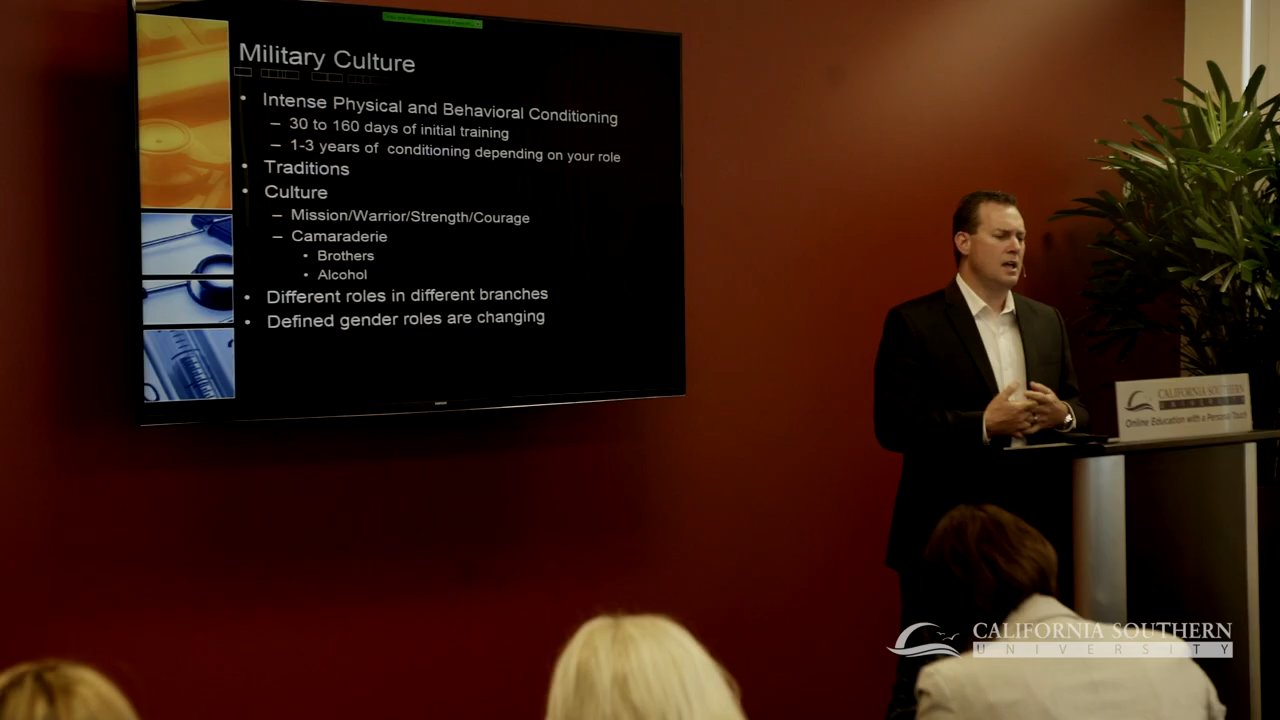 Military Culture
• Intense Physical and Behavioral Conditioning
– 30 to 160 days of initial training
– 1-3 years of conditioning depending on your role
• Traditions
• Culture
– Mission/Warrior/Strength/Courage
– Camaraderie
• Brothers
• Alcohol
• Different roles in different branches
• Defined gender roles are changing
CALIFORNIA SOUTHERN
UNIVERSITY
Online Education with a Personal Touch
CALIFORNIA SOUTHERN
UNIVERSITY